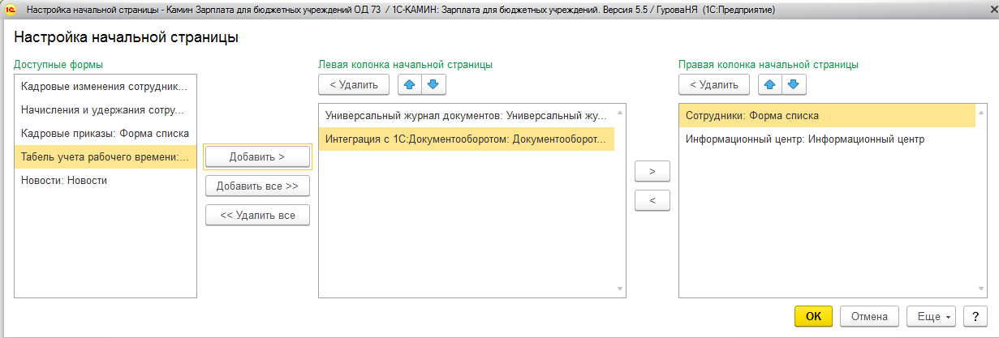 1С Настройка начальной страницы - Камин Зарплата для бюджетных учреждений ОД 73 / 1С-КАМИН: Зарплата для бюджетных учреждений. Версия 5.5 / ГуроваНЯ (1С:Предприятие)
Настройка начальной страницы
Доступные формы
Кадровые изменения сотрудник...
Начисления и удержания сотру...
Кадровые приказы: Форма списка
Табель учета рабочего времени:...
Новости: Новости
Добавить >
Добавить все >>
<< Удалить все
Левая колонка начальной страницы
< Удалить
Универсальный журнал документов: Универсальный жу...
Интеграция с 1С:Документооборотом: Документооборот...
>
<
Правая колонка начальной страницы
< Удалить
Сотрудники: Форма списка
Информационный центр: Информационный центр
ОК
Отмена
Еще
?